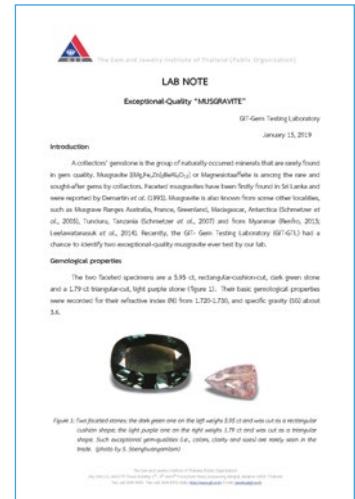 The Gem and Jewelry Institute of Thailand (Public Organization)
LAB NOTE
Exceptional-Quality "MUSGRAVITE"
GIT-Gem Testing Laboratory
January 15, 2019
Introduction
A collectors' gemstone is the group of naturally-occurred minerals that are rarely found
in gem quality. Musgravite or Magnesiotaaffeite is among the rare and
sought-after gems by collectors. Faceted musgravites have been firstly found in Sri Lanka and
were reported by Demartin et al. (1993). Musgravite is also known from some other localities,
such as Musgrave Ranges Australia, France, Greenland, Madagascar, Antarctica (Schmetzer et
al., 2005), Tunduru, Tanzania (Schmetzer et al., 2007) and from Myanmar (Renfro, 2013;
Leelawatanasuk et al., 2014). Recently, the GIT- Gem Testing Laboratory (GIT-GTL) had a
chance to identify two exceptional-quality musgravite ever test by our lab.
Gemological properties
The two faceted specimens are a 5.95 ct, rectangular-cushion-cut, dark green stone
and a 1.79 ct triangular-cut, light purple stone (figure 1). Their basic gemological properties
were recorded for their refractive index (RI) from 1.720-1.730, and specific gravity (SG) about
3.6.
Figure 1: Two faceted stones: the dark green one on the left weighs 5.95 ct and was cut as a rectangular
cushion shape; the light purple one on the right weighs 1.79 ct and was cut as a triangular
shape. Such exceptional gem-qualities (i.e., colors, clarity and sizes) are rarely seen in the
trade. (photo by S.
The Gem and Jewelry Institute of Thailand (Public Organization)